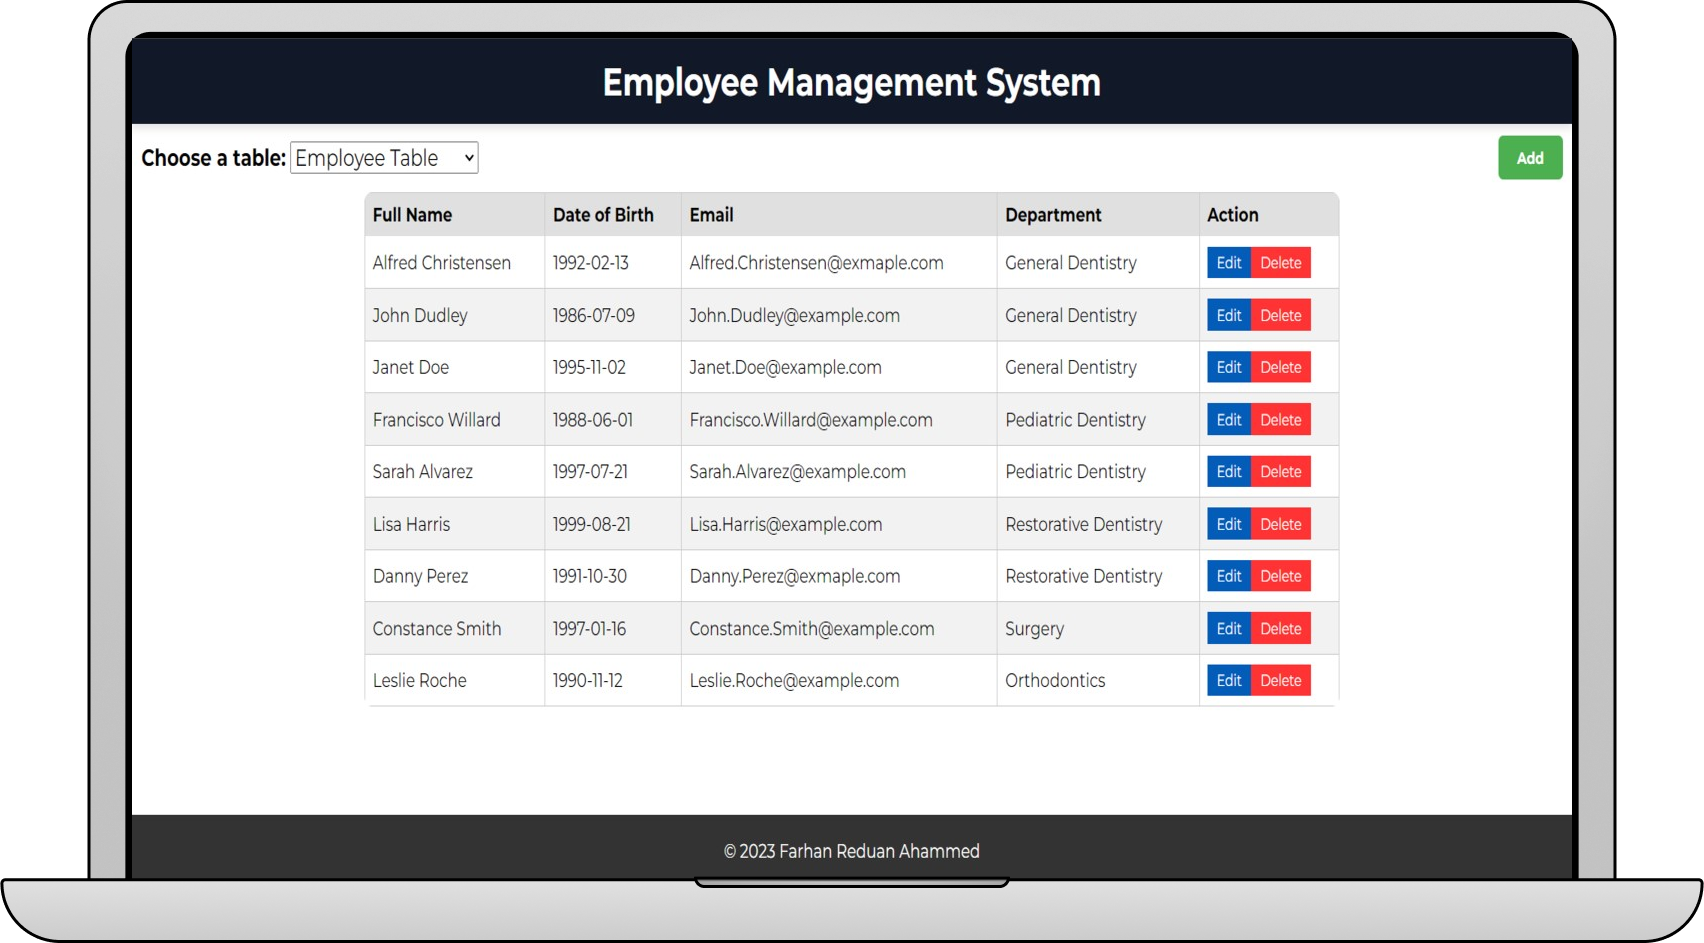 Employee Management System
Choose a table: Employee Table
Add
Full Name Date of Birth Email Department Action
Alfred Christensen 1992-02-13 Alfred.Christensen@exmaple.com General Dentistry Edit Delete
John Dudley 1986-07-09 John.Dudley@example.com General Dentistry Edit Delete
Janet Doe 1995-11-02 Janet.Doe@example.com General Dentistry Edit Delete
Francisco Willard 1988-06-01 Francisco.Willard@example.com Pediatric Dentistry Edit Delete
Sarah Alvarez 1997-07-21 Sarah.Alvarez@example.com Pediatric Dentistry Edit Delete
Lisa Harris 1999-08-21 Lisa.Harris@example.com Restorative Dentistry Edit Delete
Danny Perez 1991-10-30 Danny.Perez@exmaple.com Restorative Dentistry Edit Delete
Constance Smith 1997-01-16 Constance.Smith@example.com Surgery Edit Delete
Leslie Roche 1990-11-12 Leslie.Roche@example.com Orthodontics Edit Delete
© 2023 Farhan Reduan Ahammed